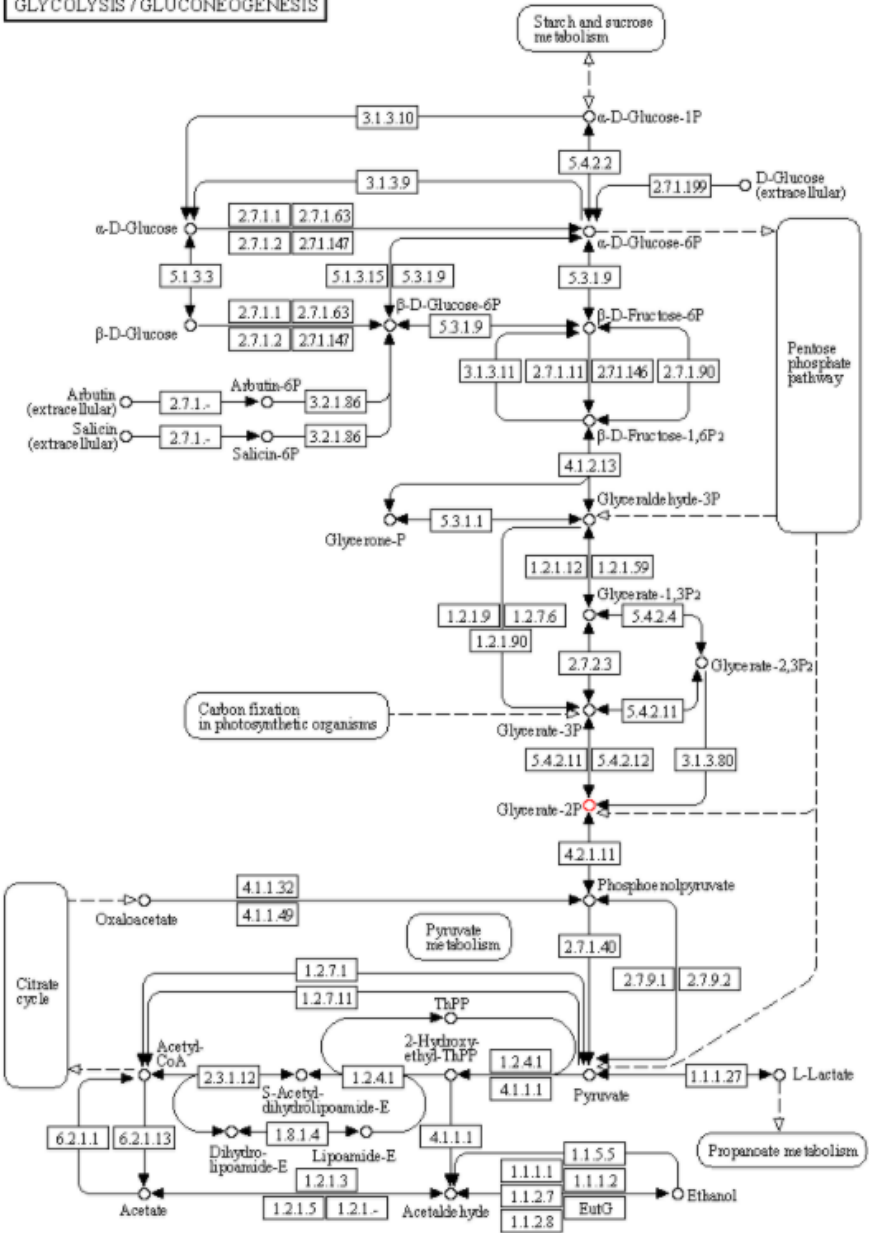 GLYCOLYSIS / GLUCONEOGENESIS
Starch and sucrose
metabolism
3.1.3.10
α-D-Glucose-1P
5.4.2.2
3.1.3.9
2.7.1.199
D-Glucose
(extracellular)
α-D-Glucose
2.7.1.1
2.7.1.63
2.7.1.2
2.7.1.147
α-D-Glucose-6P
5.1.3.3
5.1.3.15
5.3.1.9
5.3.1.9
β-D-Glucose-6P
β-D-Fructose-6P
β-D-Glucose
2.7.1.1
2.7.1.63
2.7.1.2
2.7.1.147
5.3.1.9
Pentose
phosphate
pathway
3.1.3.11
2.7.1.11
2.7.1.146
2.7.1.90
Arbutin
(extracellular)
2.7.1.-
Arbutin-6P
3.2.1.86
Salicin
(extracellular)
2.7.1.-
Salicin-6P
3.2.1.86
β-D-Fructose-1,6P2
4.1.2.13
Glyceraldehyde-3P
Glycerone-P
5.3.1.1
1.2.1.12
1.2.1.59
Glycerate-1,3P2
1.2.1.9
1.2.7.6
1.2.1.90
5.4.2.4
2.7.2.3
Glycerate-2,3P2
Carbon fixation
in photosynthetic organisms
5.4.2.11
Glycerate-3P
5.4.2.11
5.4.2.12
3.1.3.80
Glycerate-2P
4.2.1.11
4.1.1.32
Phosphoenolpyruvate
Oxaloacetate
4.1.1.49
Pyruvate
metabolism
2.7.1.40
Citrate
cycle
1.2.7.1
2.7.9.1
2.7.9.2
1.2.7.11
ThPP
Acetyl-
CoA
2-Hydroxy-
ethyl-ThPP
1.2.4.1
2.3.1.12
1.2.4.1
4.1.1.1
Pyruvate
1.1.1.27
L-Lactate
S-Acetyl-
dihydrolipoamide-E
6.2.1.1
6.2.1.13
1.8.1.4
4.1.1.1
Dihydro-
lipoamide-E
Lipoamide-E
Propanoate metabolism
1.1.5.5
1.2.1.3
1.1.1.1
1.1.1.2
Acetate
1.2.1.5
1.2.1.-
Acetaldehyde
1.1.2.7
EutG
Ethanol
1.1.2.8